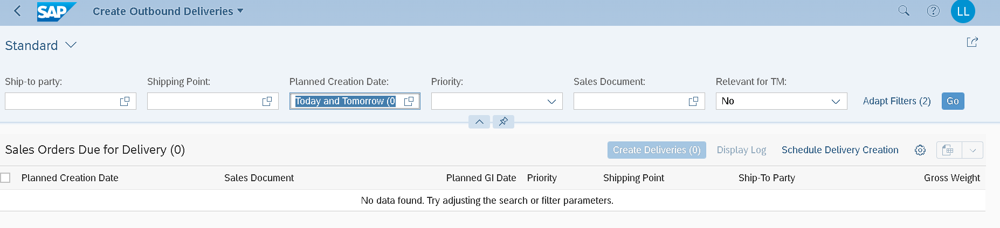 SAP Create Outbound Deliveries LL
Standard
Ship-to party: Shipping Point: Planned Creation Date: Priority: Sales Document: Relevant for TM:
Today and Tomorrow (0 No Adapt Filters (2) Go
Sales Orders Due for Delivery (0) Create Deliveries (0) Display Log Schedule Delivery Creation
Planned Creation Date Sales Document Planned GI Date Priority Shipping Point Ship-To Party Gross Weight
No data found. Try adjusting the search or filter parameters.